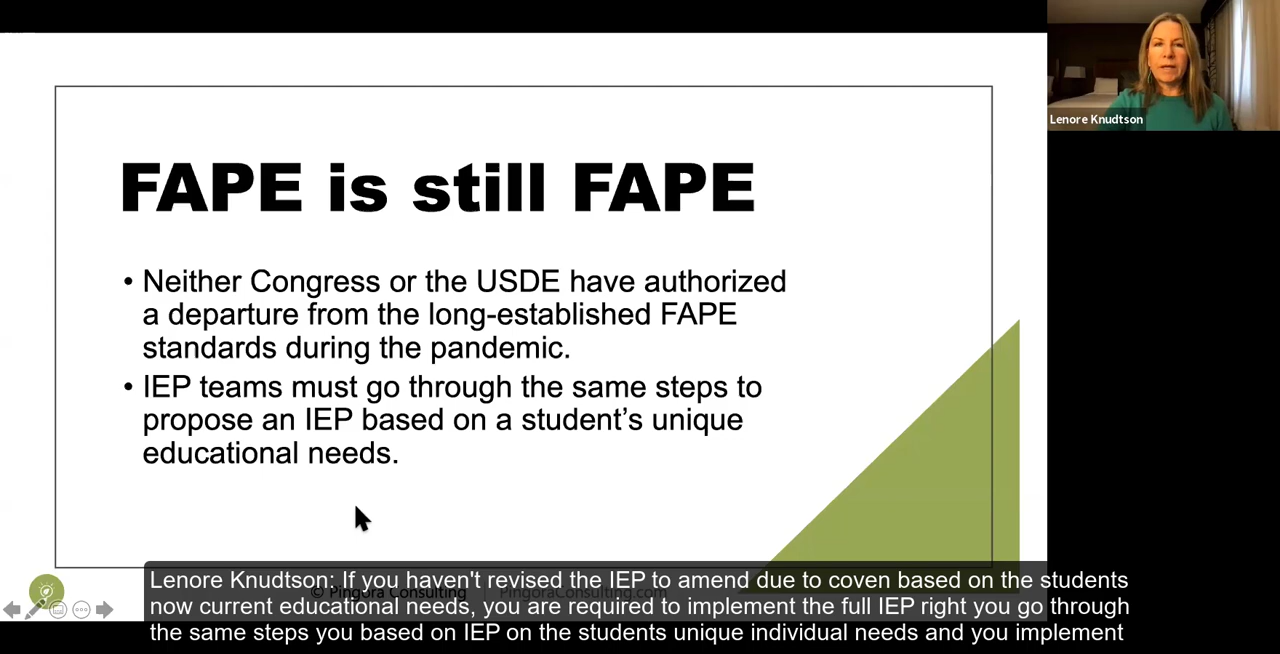 Lenore Knudtson
FAPE is still FAPE
• Neither Congress or the USDE have authorized
a departure from the long-established FAPE
standards during the pandemic.
• IEP teams must go through the same steps to
propose an IEP based on a student’s unique
educational needs.
© Pingora Consulting | PingoraConsulting.com
Lenore Knudtson: If you haven't revised the IEP to amend due to coven based on the students
now current educational needs, you are required to implement the full IEP right you go through
the same steps you based on IEP on the students unique individual needs and you implement